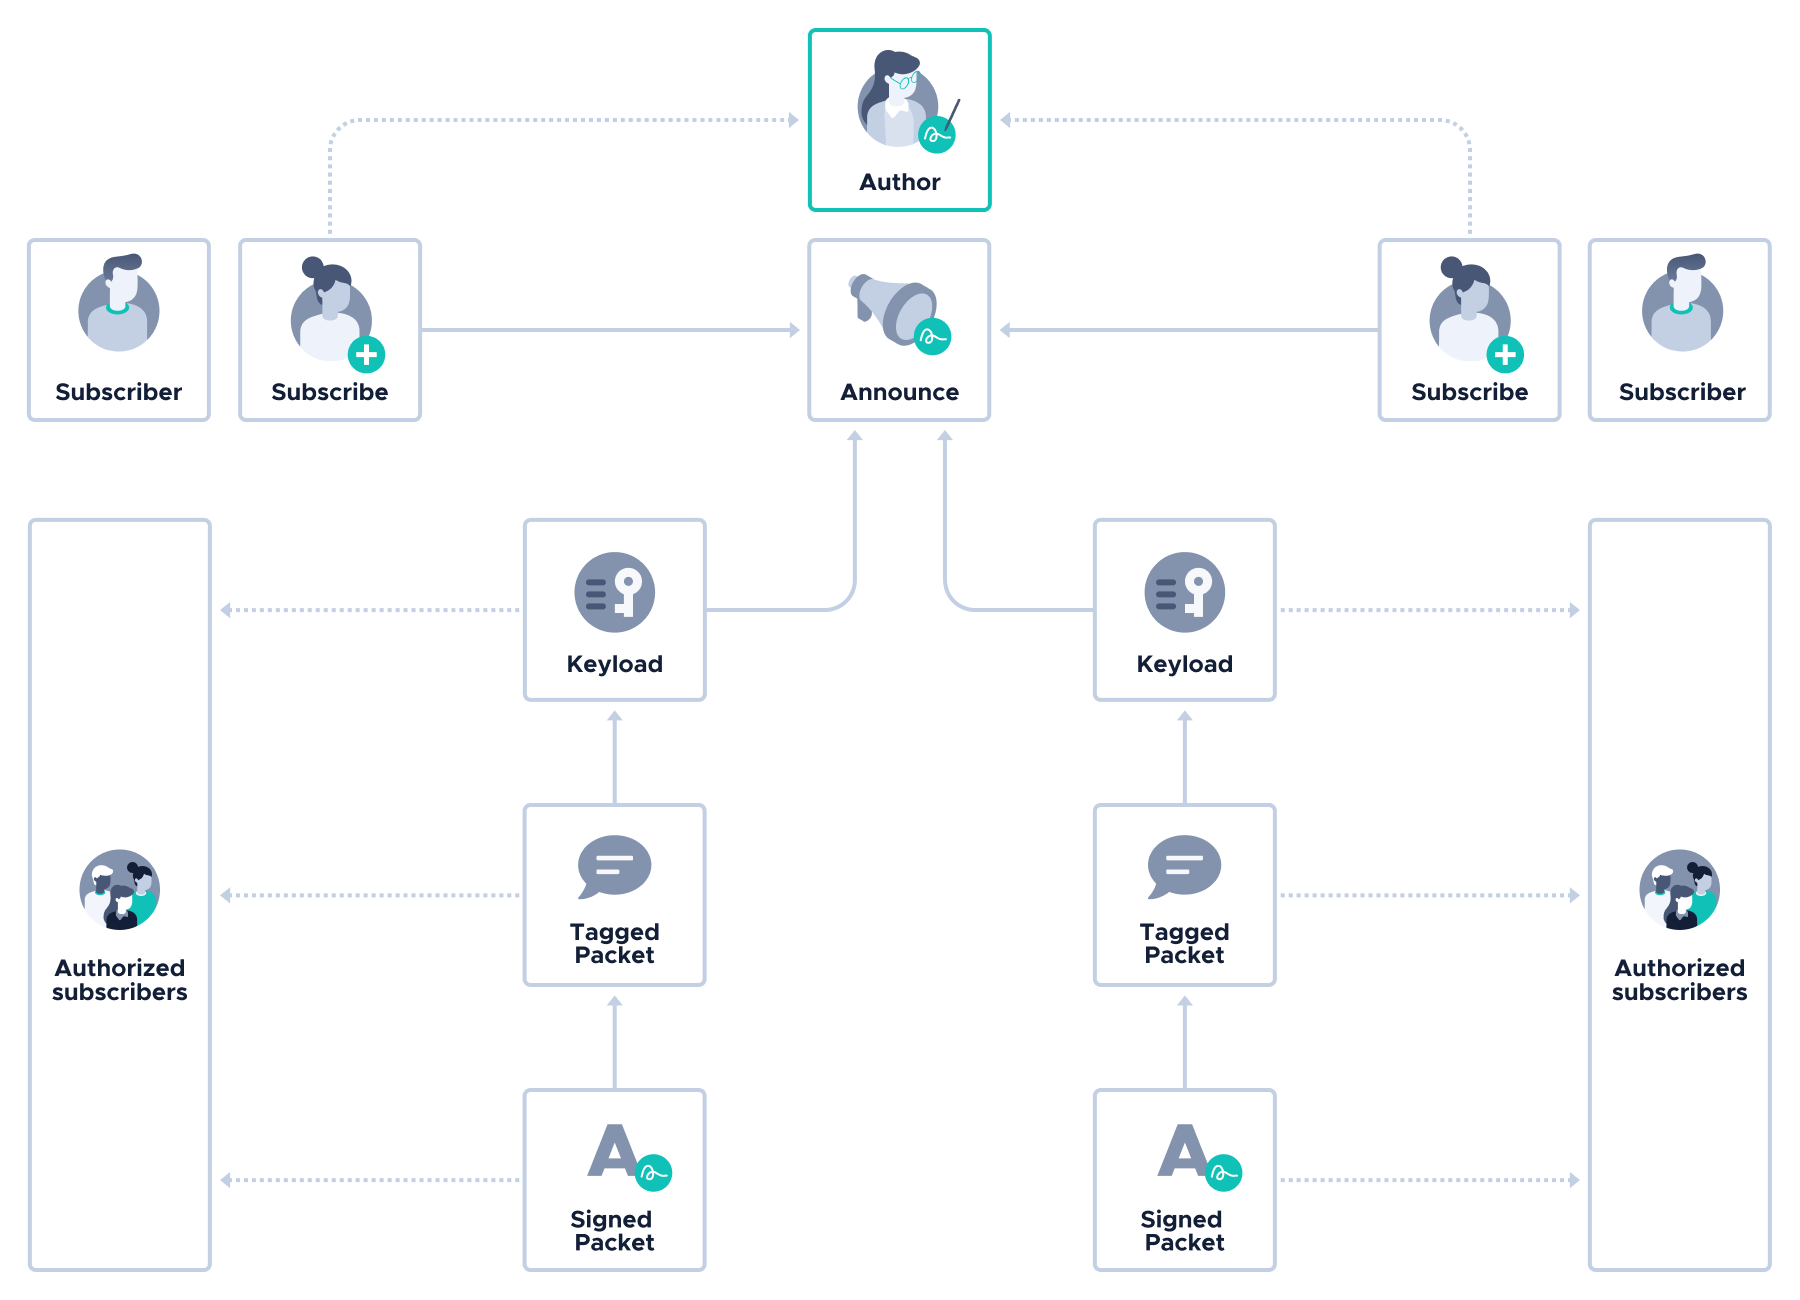 Author
Subscriber
Subscribe
Announce
Subscribe
Subscriber
Keyload
Keyload
Tagged
Packet
Tagged
Packet
Authorized
subscribers
Authorized
subscribers
A
Signed
Packet
A
Signed
Packet